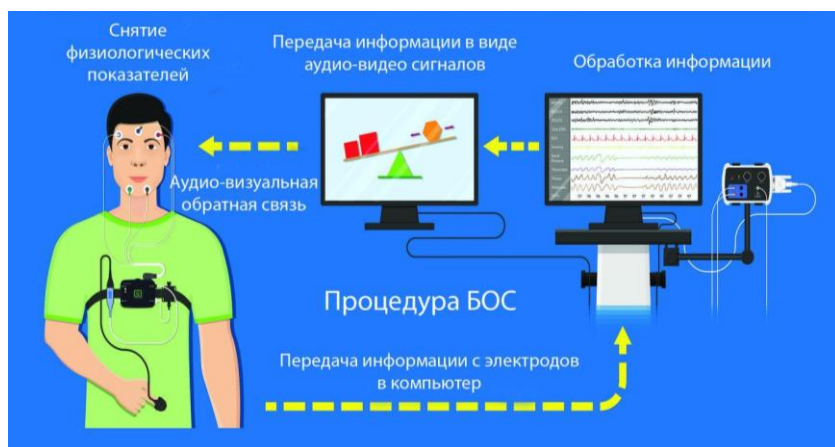 Снятие
физиологических
показателей
Передача информации в виде
аудио-видео сигналов
Обработка информации
Аудио-визуальная
обратная связь
Процедура БОС
Передача информации с электродов
в компьютер